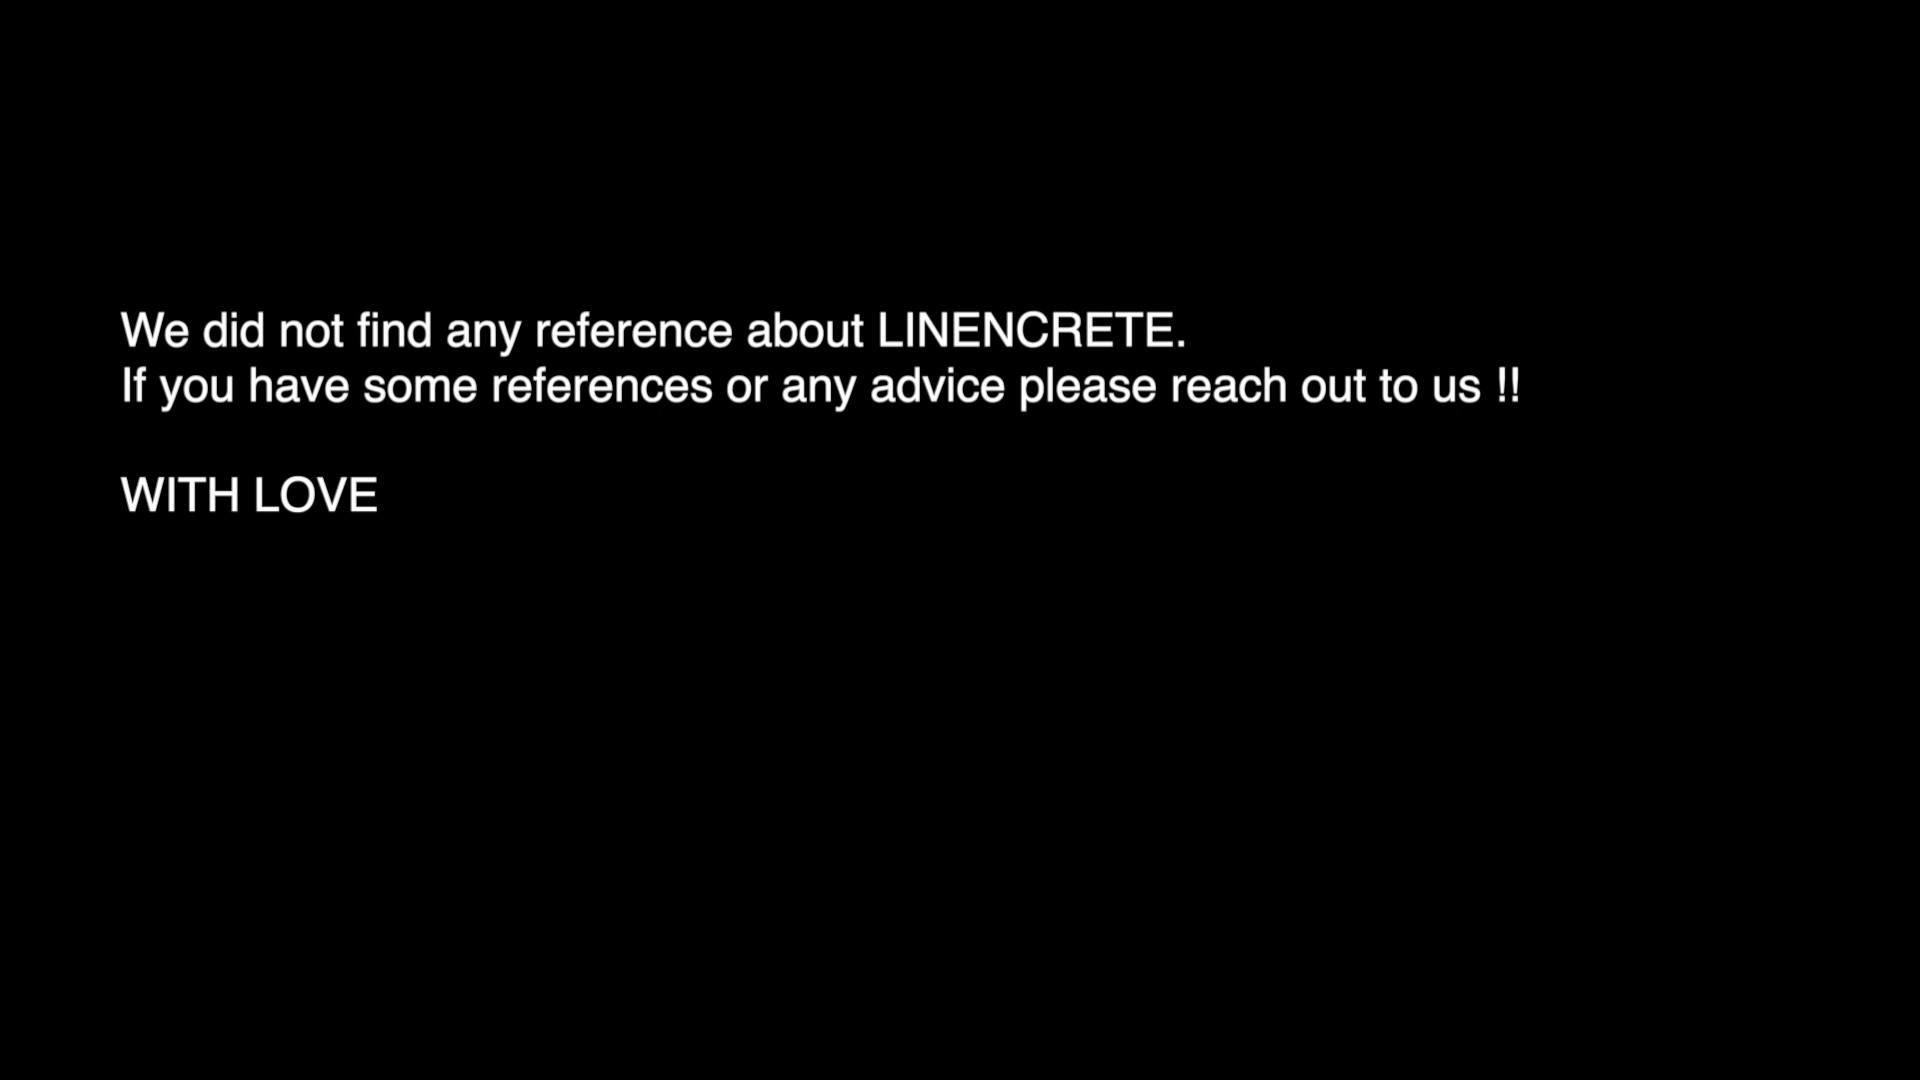 We did not find any reference about LINENCRETE.
If you have some references or any advice please reach out to us !!
WITH LOVE